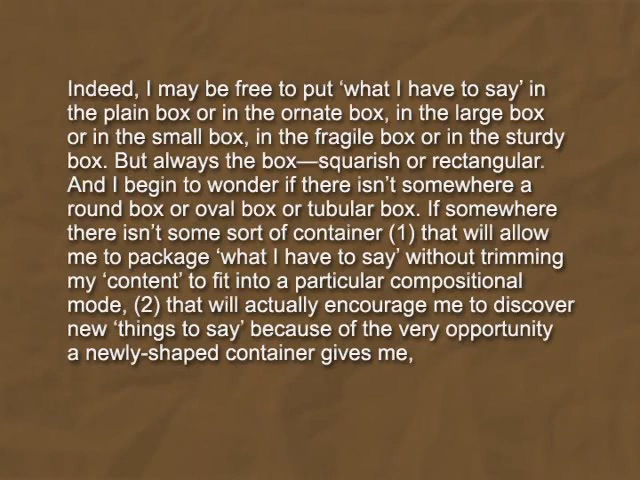 Indeed, I may be free to put ‘what I have to say’ in
the plain box or in the ornate box, in the large box
or in the small box, in the fragile box or in the sturdy
box. But always the box—squarish or rectangular.
And I begin to wonder if there isn’t somewhere a
round box or oval box or tubular box. If somewhere
there isn’t some sort of container (1) that will allow
me to package ‘what I have to say’ without trimming
my ‘content’ to fit into a particular compositional
mode, (2) that will actually encourage me to discover
new ‘things to say’ because of the very opportunity
a newly-shaped container gives me,